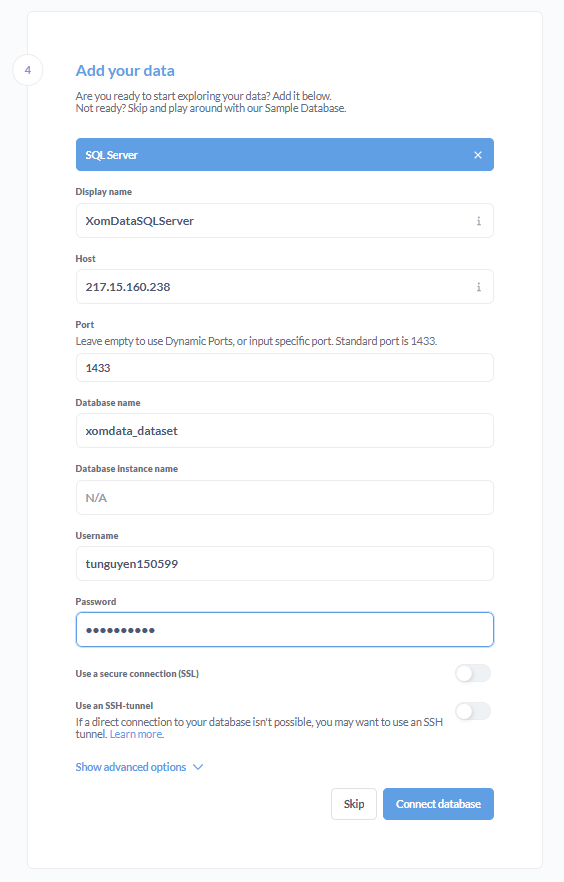 4
Add your data
Are you ready to start exploring your data? Add it below.
Not ready? Skip and play around with our Sample Database.
SQL Server
Display name
XomDataSQLServer
Host
217.15.160.238
Port
Leave empty to use Dynamic Ports, or input specific port. Standard port is 1433.
1433
Database name
xomdata_dataset
Database instance name
N/A
Username
tunguyen150599
Password
••••••••••
Use a secure connection (SSL)
Use an SSH-tunnel
If a direct connection to your database isn't possible, you may want to use an SSH
tunnel. Learn more.
Show advanced options
Skip
Connect database